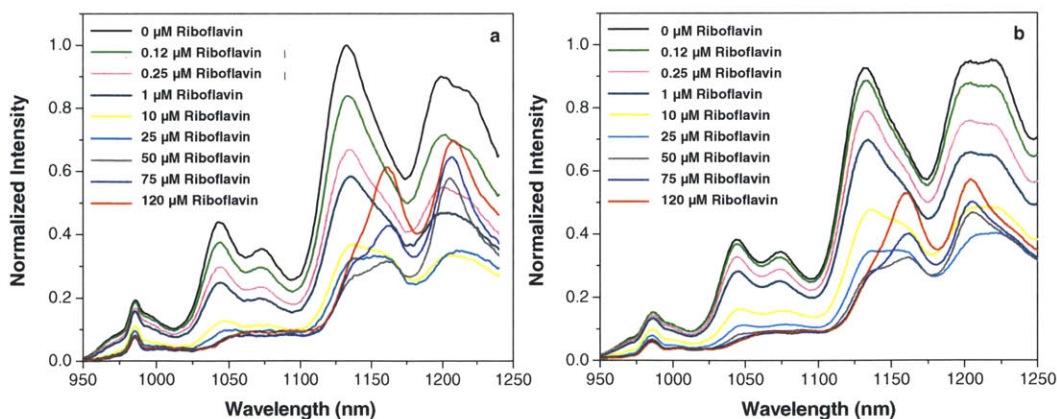 a
0 µM Riboflavin
0.12 µM Riboflavin
0.25 µM Riboflavin
1 µM Riboflavin
10 µM Riboflavin
25 µM Riboflavin
50 µM Riboflavin
75 µM Riboflavin
120 µM Riboflavin
Normalized Intensity
1.0
0.8
0.6
0.4
0.2
0.0
950 1000 1050 1100 1150 1200 1250
Wavelength (nm)
b
0 µM Riboflavin
0.12 µM Riboflavin
0.25 µM Riboflavin
1 µM Riboflavin
10 µM Riboflavin
25 µM Riboflavin
50 µM Riboflavin
75 µM Riboflavin
120 µM Riboflavin
Normalized Intensity
1.0
0.8
0.6
0.4
0.2
0.0
950 1000 1050 1100 1150 1200 1250
Wavelength (nm)